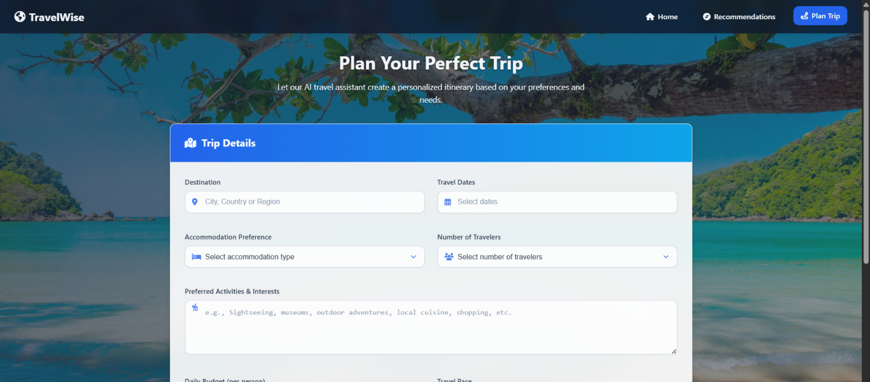 TravelWise
Home
Recommendations
Plan Trip
Plan Your Perfect Trip
Let our AI travel assistant create a personalized itinerary based on your preferences and
needs.
Trip Details
Destination
Travel Dates
City, Country or Region
Select dates
Accommodation Preference
Number of Travelers
Select accommodation type
Select number of travelers
Preferred Activities & Interests
e.g., Sightseeing, museums, outdoor adventures, local cuisine, shopping, etc.
Daily Budget (per person)
Travel Pace